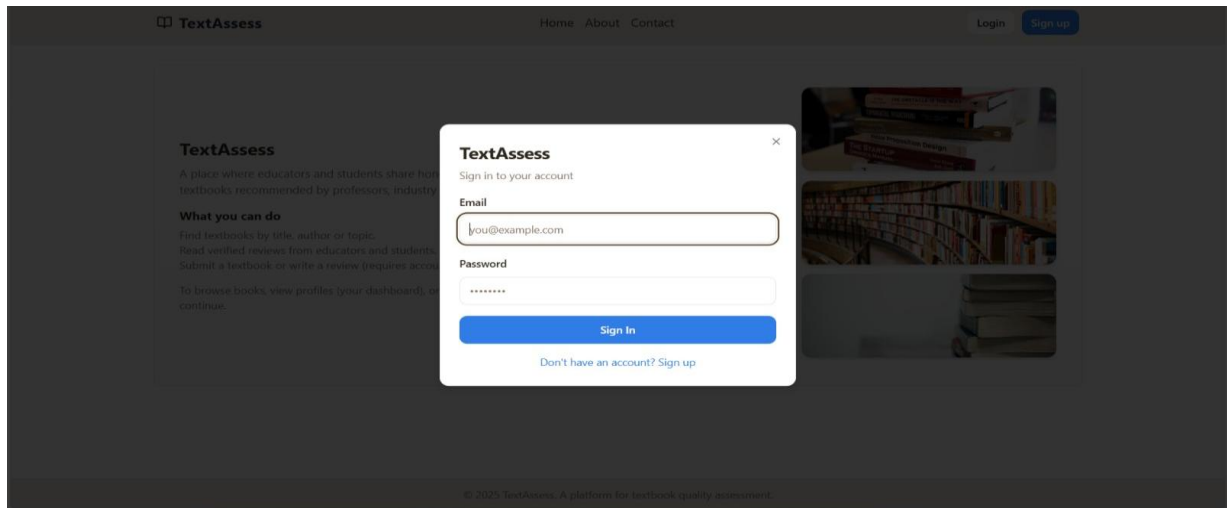 TextAssess
Home About Contact
Login
Sign up
TextAssess
A place where educators and students share hon
textbooks recommended by professors, industry
What you can do
Find textbooks by title, author or topic.
Read verified reviews from educators and students.
Submit a textbook or write a review (requires accou
To browse books, view profiles (your dashboard), or
continue.
TextAssess
Sign in to your account
Email
you@example.com
Password
Sign In
Don't have an account? Sign up
© 2025 TextAssess. A platform for textbook quality assessment.